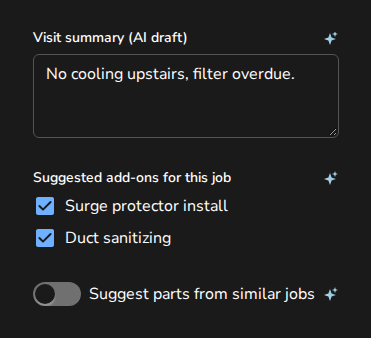 Visit summary (AI draft)
No cooling upstairs, filter overdue.
Suggested add-ons for this job
Surge protector install
Duct sanitizing
Suggest parts from similar jobs